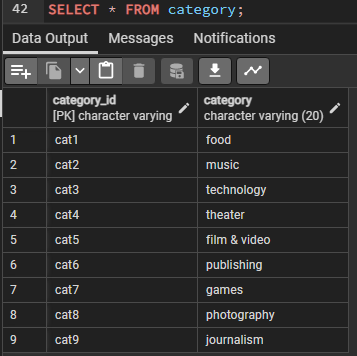 42 SELECT * FROM category;
Data Output Messages Notifications
category_id category
[PK] character varying character varying (20)
1 cat1 food
2 cat2 music
3 cat3 technology
4 cat4 theater
5 cat5 film & video
6 cat6 publishing
7 cat7 games
8 cat8 photography
9 cat9 journalism